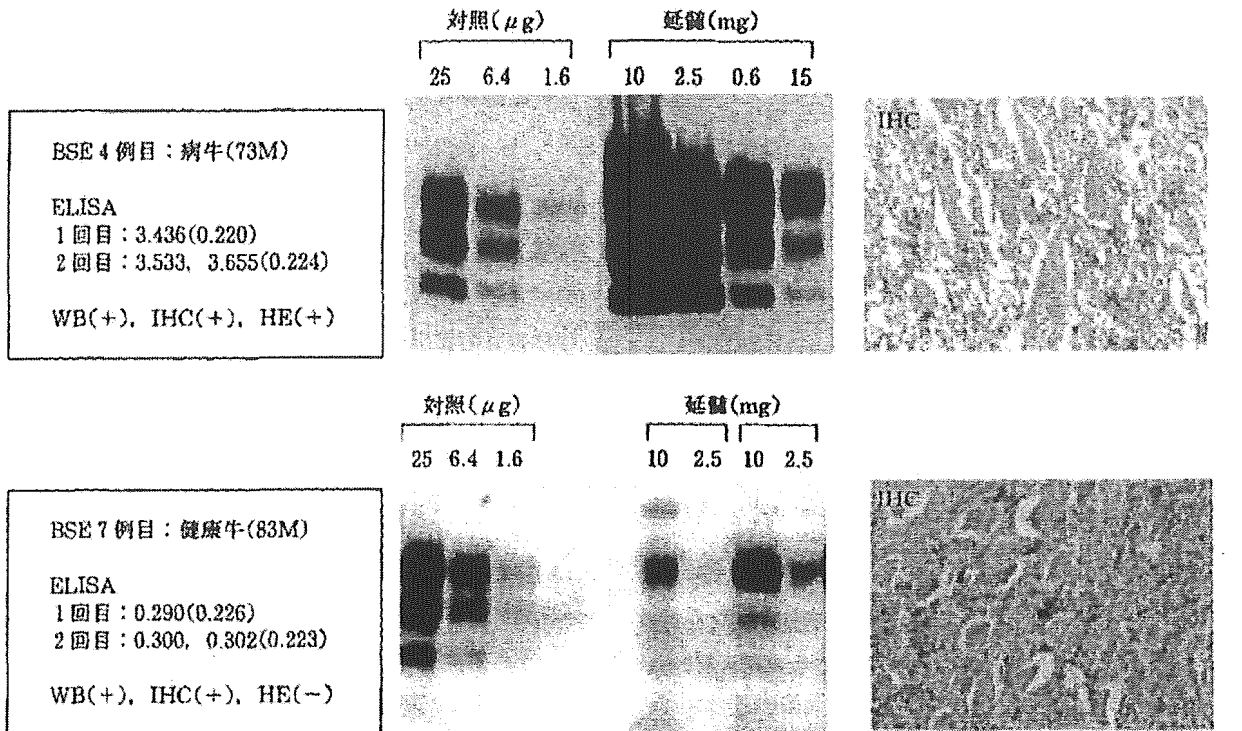 対照(μg)
延髄(mg)
25 6.4 1.6
10 2.5 0.6 15
BSE 4 例目：病牛(73M)
ELISA
1 回目：3.436(0.220)
2 回目：3.533, 3.655(0.224)
WB(+), IHC(+), HE(+)
IHC
対照(μg)
延髄(mg)
25 6.4 1.6
10 2.5 10 2.5
BSE 7 例目：健康牛(83M)
ELISA
1 回目：0.290(0.226)
2 回目：0.300, 0.302(0.223)
WB(+), IHC(+), HE(-)
IHC